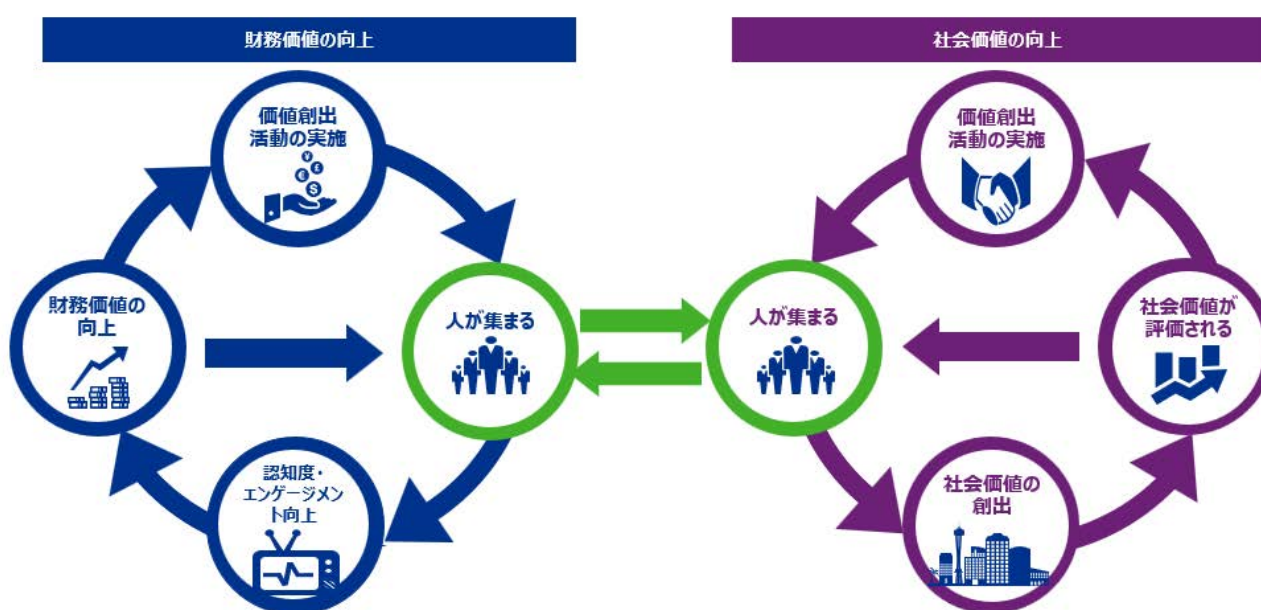 財務価値の向上
社会価値の向上
価値創出
活動の実施
¥
£
€
$
価値創出
活動の実施
財務価値の
向上
人が集まる
人が集まる
社会価値が
評価される
認知度・
エンゲージメン
ト向上
社会価値の
創出